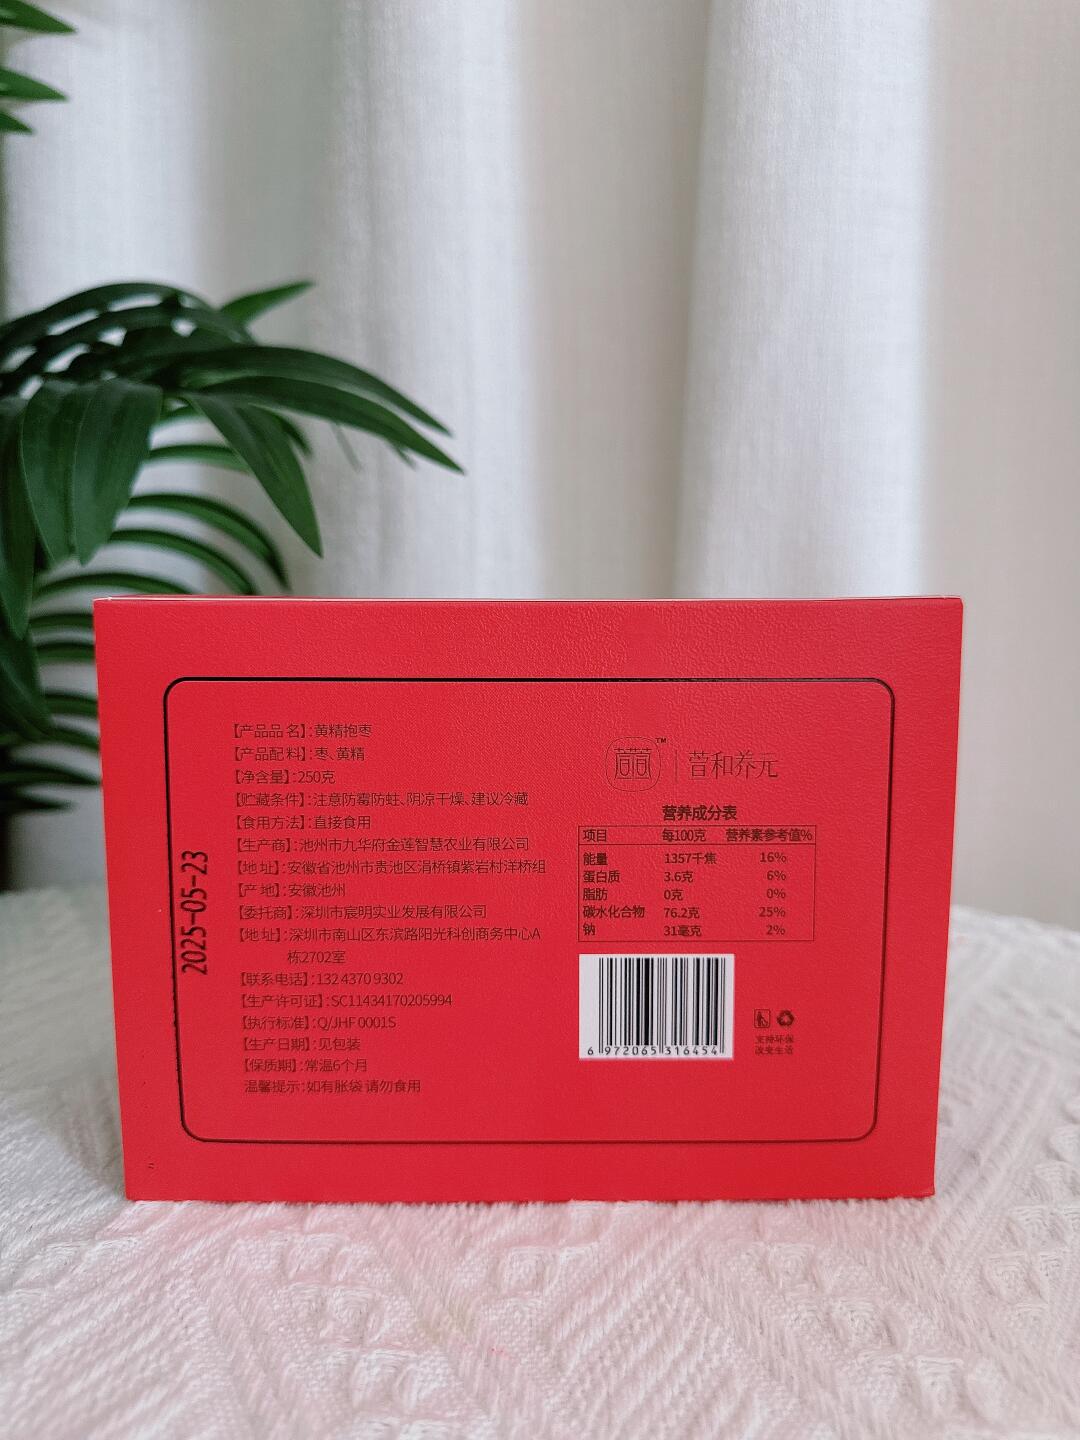 【产品品名】:黄精抱枣
【产品配料】:枣、黄精
【净含量】:250克
【贮藏条件】:注意防霉防蛀、阴凉干燥、建议冷藏
【食用方法】:直接食用
【生产商】:池州市九华府金莲智慧农业有限公司
【地址】:安徽省池州市贵池区涓桥镇紫岩村洋桥组
【产地】:安徽池州
【委托商】:深圳市宸明实业发展有限公司
【地址】:深圳市南山区东滨路阳光科创商务中心A
栋2702室
【联系电话】:132 4370 9302
【生产许可证】:SC11434170205994
【执行标准】:Q/JHF 0001S
【生产日期】:见包装
【保质期】:常温6个月
温馨提示:如有胀袋 请勿食用
2025-05-23
TM
萻和养元
营养成分表
项目 每100克 营养素参考值%
能量 1357千焦 16%
蛋白质 3.6克 6%
脂肪 0克 0%
碳水化合物 76.2克 25%
钠 31毫克 2%
6 972065 316454
支持环保
改变生活